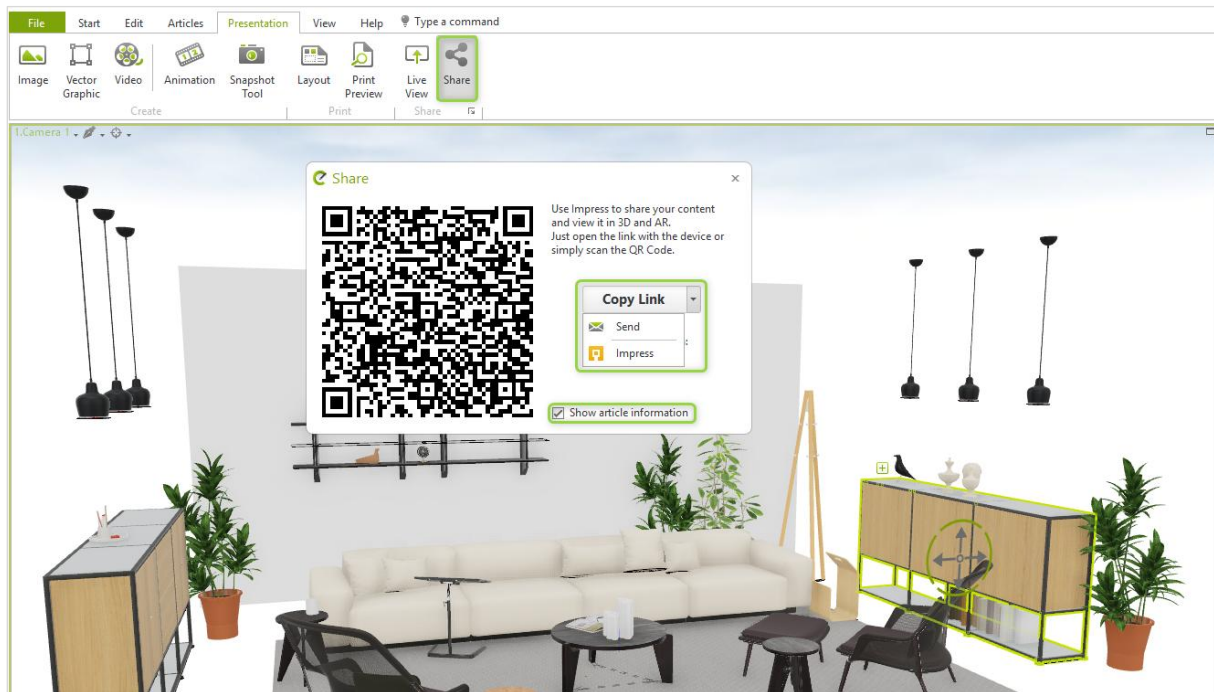 File Start Edit Articles Presentation View Help Type a command
Image Vector Graphic Video Animation Snapshot Tool Layout Print Preview Live View Share
Create Print Share
1.Camera 1
Share
Use Impress to share your content
and view it in 3D and AR.
Just open the link with the device or
simply scan the QR Code.
Copy Link
Send
Impress
Show article information